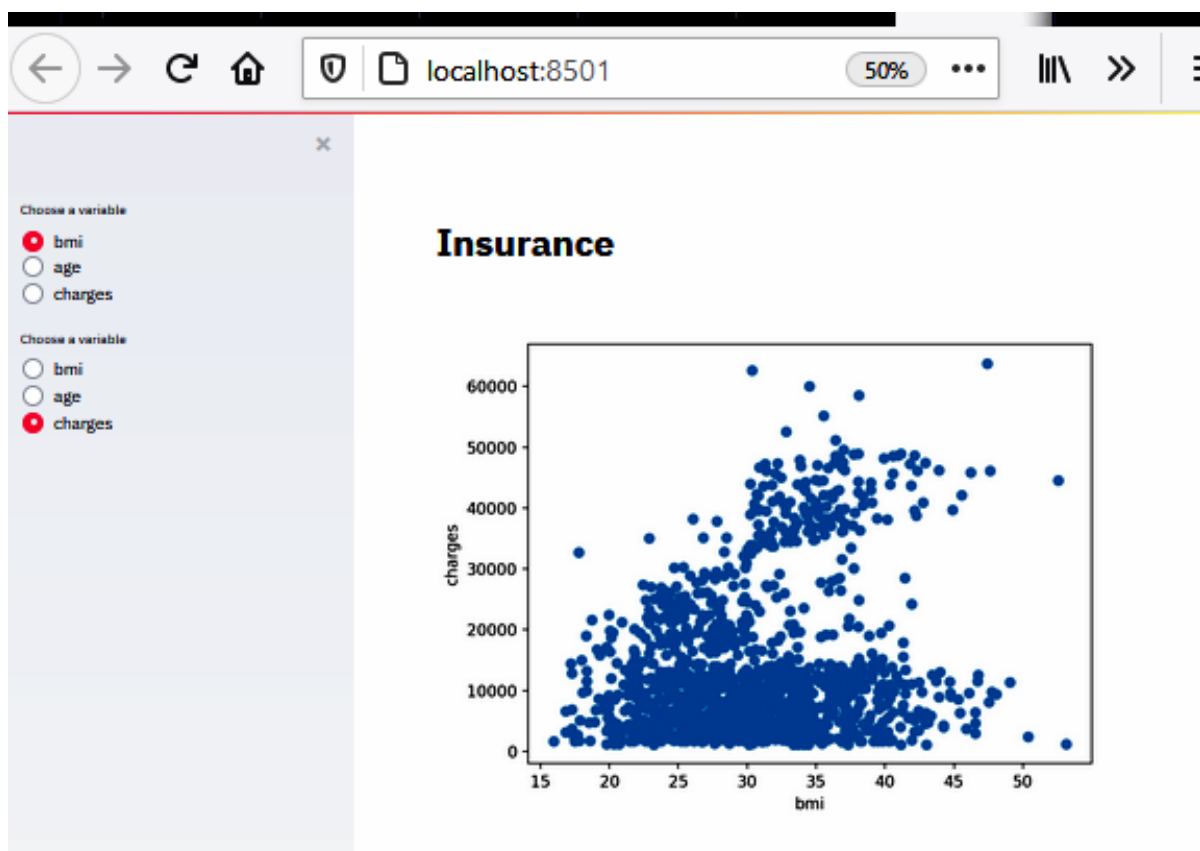 localhost:8501 50%
Choose a variable
bmi
age
charges
Choose a variable
bmi
age
charges
Insurance
60000
50000
40000
30000
20000
10000
0
charges
15 20 25 30 35 40 45 50
bmi